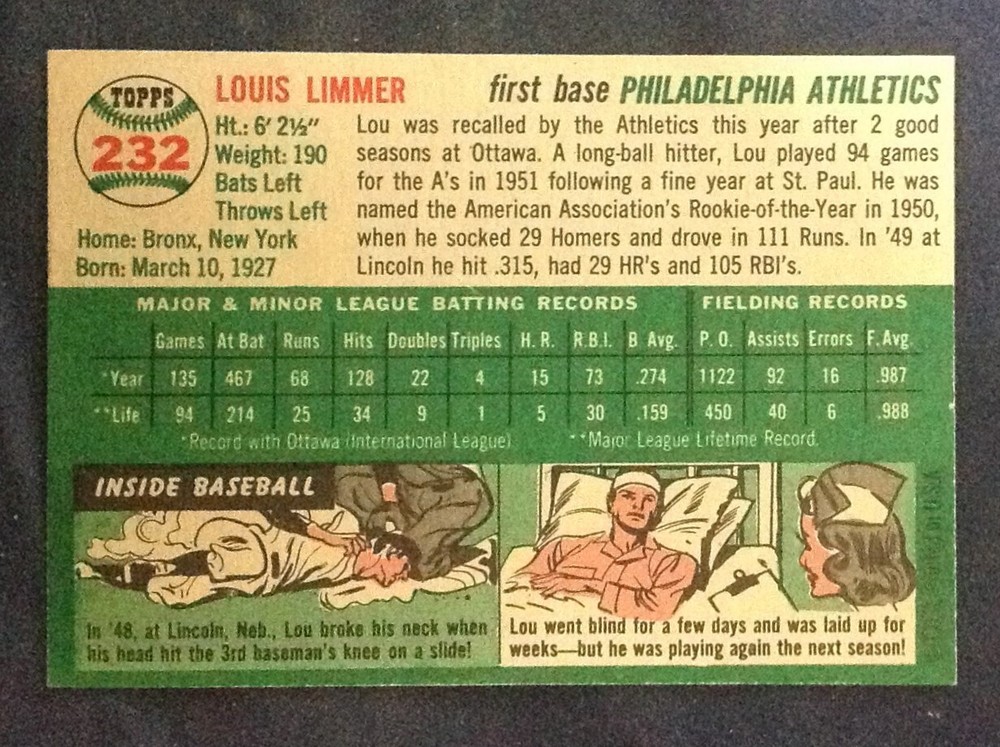 TOPPS
232
LOUIS LIMMER
first base PHILADELPHIA ATHLETICS
Ht.: 6' 2½"
Weight: 190
Bats Left
Throws Left
Home: Bronx, New York
Born: March 10, 1927
Lou was recalled by the Athletics this year after 2 good
seasons at Ottawa. A long-ball hitter, Lou played 94 games
for the A's in 1951 following a fine year at St. Paul. He was
named the American Association's Rookie-of-the-Year in 1950,
when he socked 29 Homers and drove in 111 Runs. In '49 at
Lincoln he hit .315, had 29 HR's and 105 RBI's.
MAJOR & MINOR LEAGUE BATTING RECORDS FIELDING RECORDS
Games At Bat Runs Hits Doubles Triples H. R. R.B.I. B Avg. P. O. Assists Errors F. Avg.
*Year 135 467 68 128 22 4 15 73 .274 1122 92 16 .987
**Life 94 214 25 34 9 1 5 30 .159 450 40 6 .988
*Record with Ottawa (International League) **Major League Lifetime Record.
INSIDE BASEBALL
In '48, at Lincoln, Neb., Lou broke his neck when
his head hit the 3rd baseman's knee on a slide!
Lou went blind for a few days and was laid up for
weeks—but he was playing again the next season!